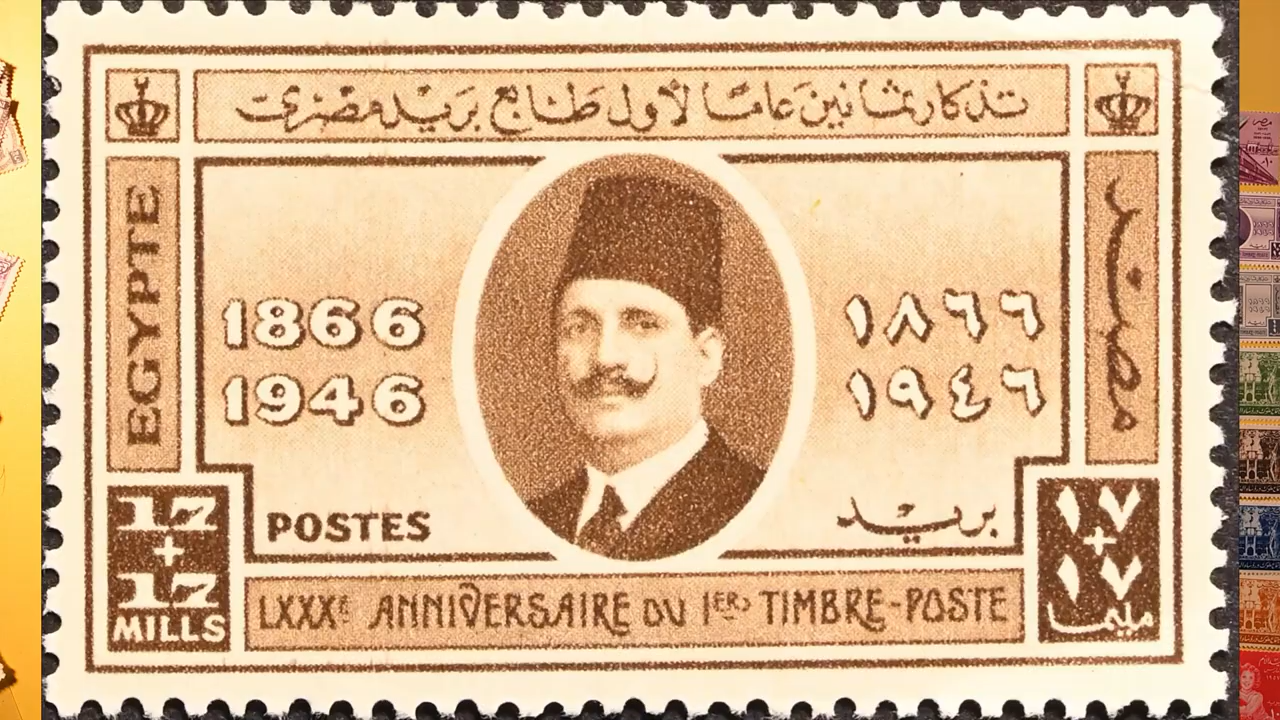 تذكار ثمانين عامًا لأول طابع بريد مصري
EGYPTE
مصر
1866
١٨٦٦
1946
١٩٤٦
POSTES
بريد
17
+
17
MILLS
١٧
+
١٧
مليم
LXXXE ANNIVERSAIRE DU 1ER TIMBRE-POSTE